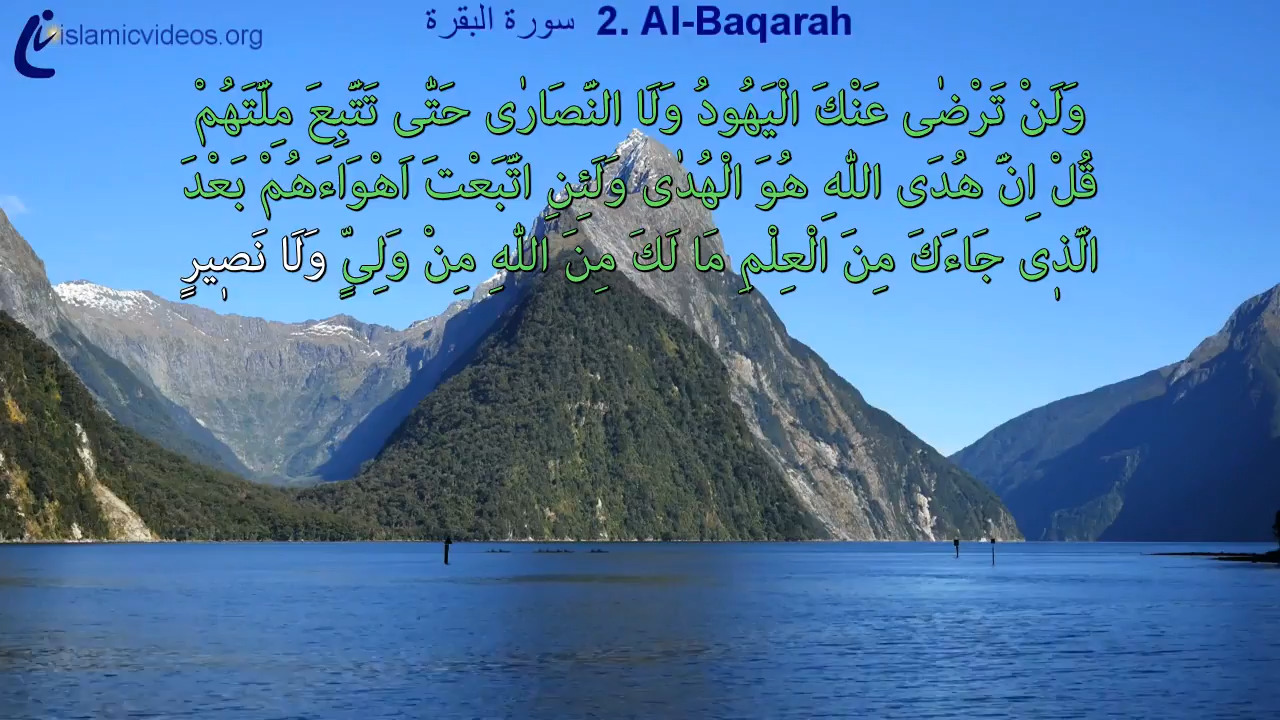 islamicvideos.org
سورة البقرة 2. Al-Baqarah
وَلَنْ تَرْضٰى عَنْكَ الْيَهُودُ وَلَا النَّصَارٰى حَتّٰى تَتَّبِعَ مِلَّتَهُمْ
قُلْ اِنَّ هُدَى اللّٰهِ هُوَ الْهُدٰى وَلَئِنِ اتَّبَعْتَ اَهْوَاءَهُمْ بَعْدَ
الَّذٖى جَاءَكَ مِنَ الْعِلْمِ مَا لَكَ مِنَ اللّٰهِ مِنْ وَلِىٍّ وَلَا نَصٖيرٍ